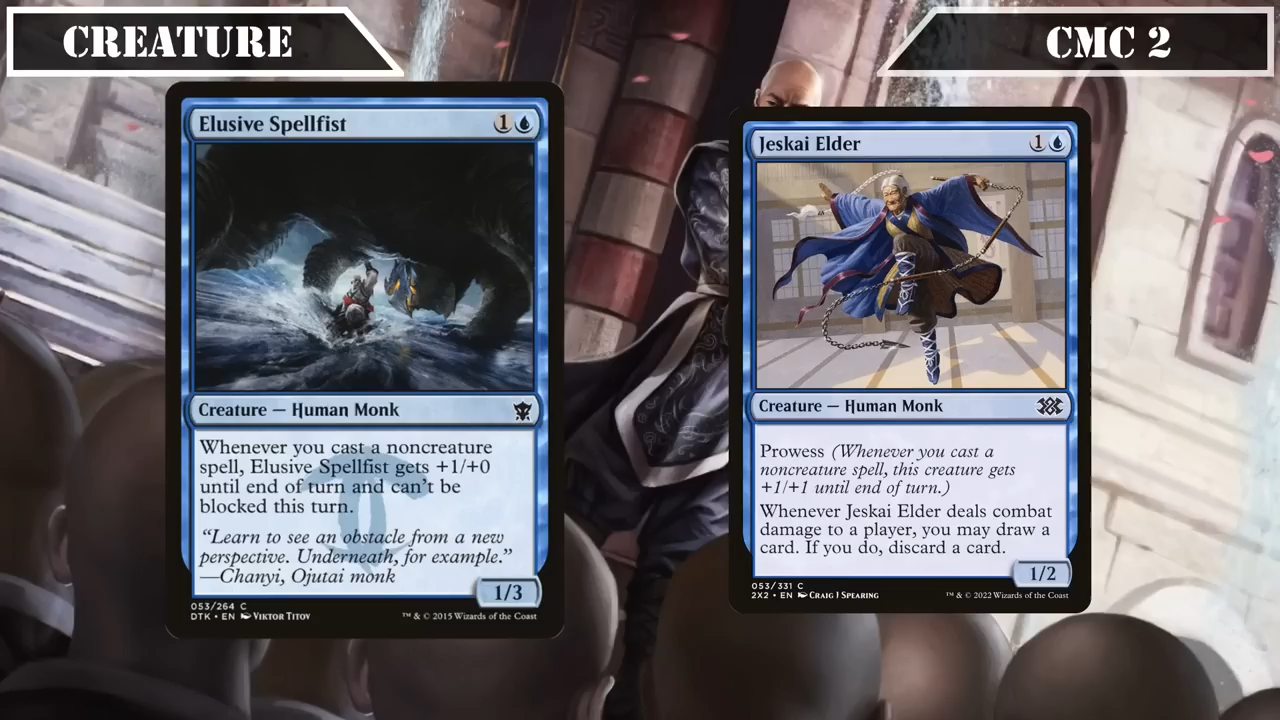 CREATURE
CMC 2
Elusive Spellfist 1
Creature — Human Monk
Whenever you cast a noncreature
spell, Elusive Spellfist gets +1/+0
until end of turn and can't be
blocked this turn.
“Learn to see an obstacle from a new
perspective. Underneath, for example.”
—Chanyi, Ojutai monk
1/3
053/264 C
DTK • EN Viktor Titov
™ & © 2015 Wizards of the Coast
Jeskai Elder 1
Creature — Human Monk
Prowess (Whenever you cast a
noncreature spell, this creature gets
+1/+1 until end of turn.)
Whenever Jeskai Elder deals combat
damage to a player, you may draw a
card. If you do, discard a card.
1/2
053/331 C
2X2 • EN Craig J Spearing
™ & © 2022 Wizards of the Coast